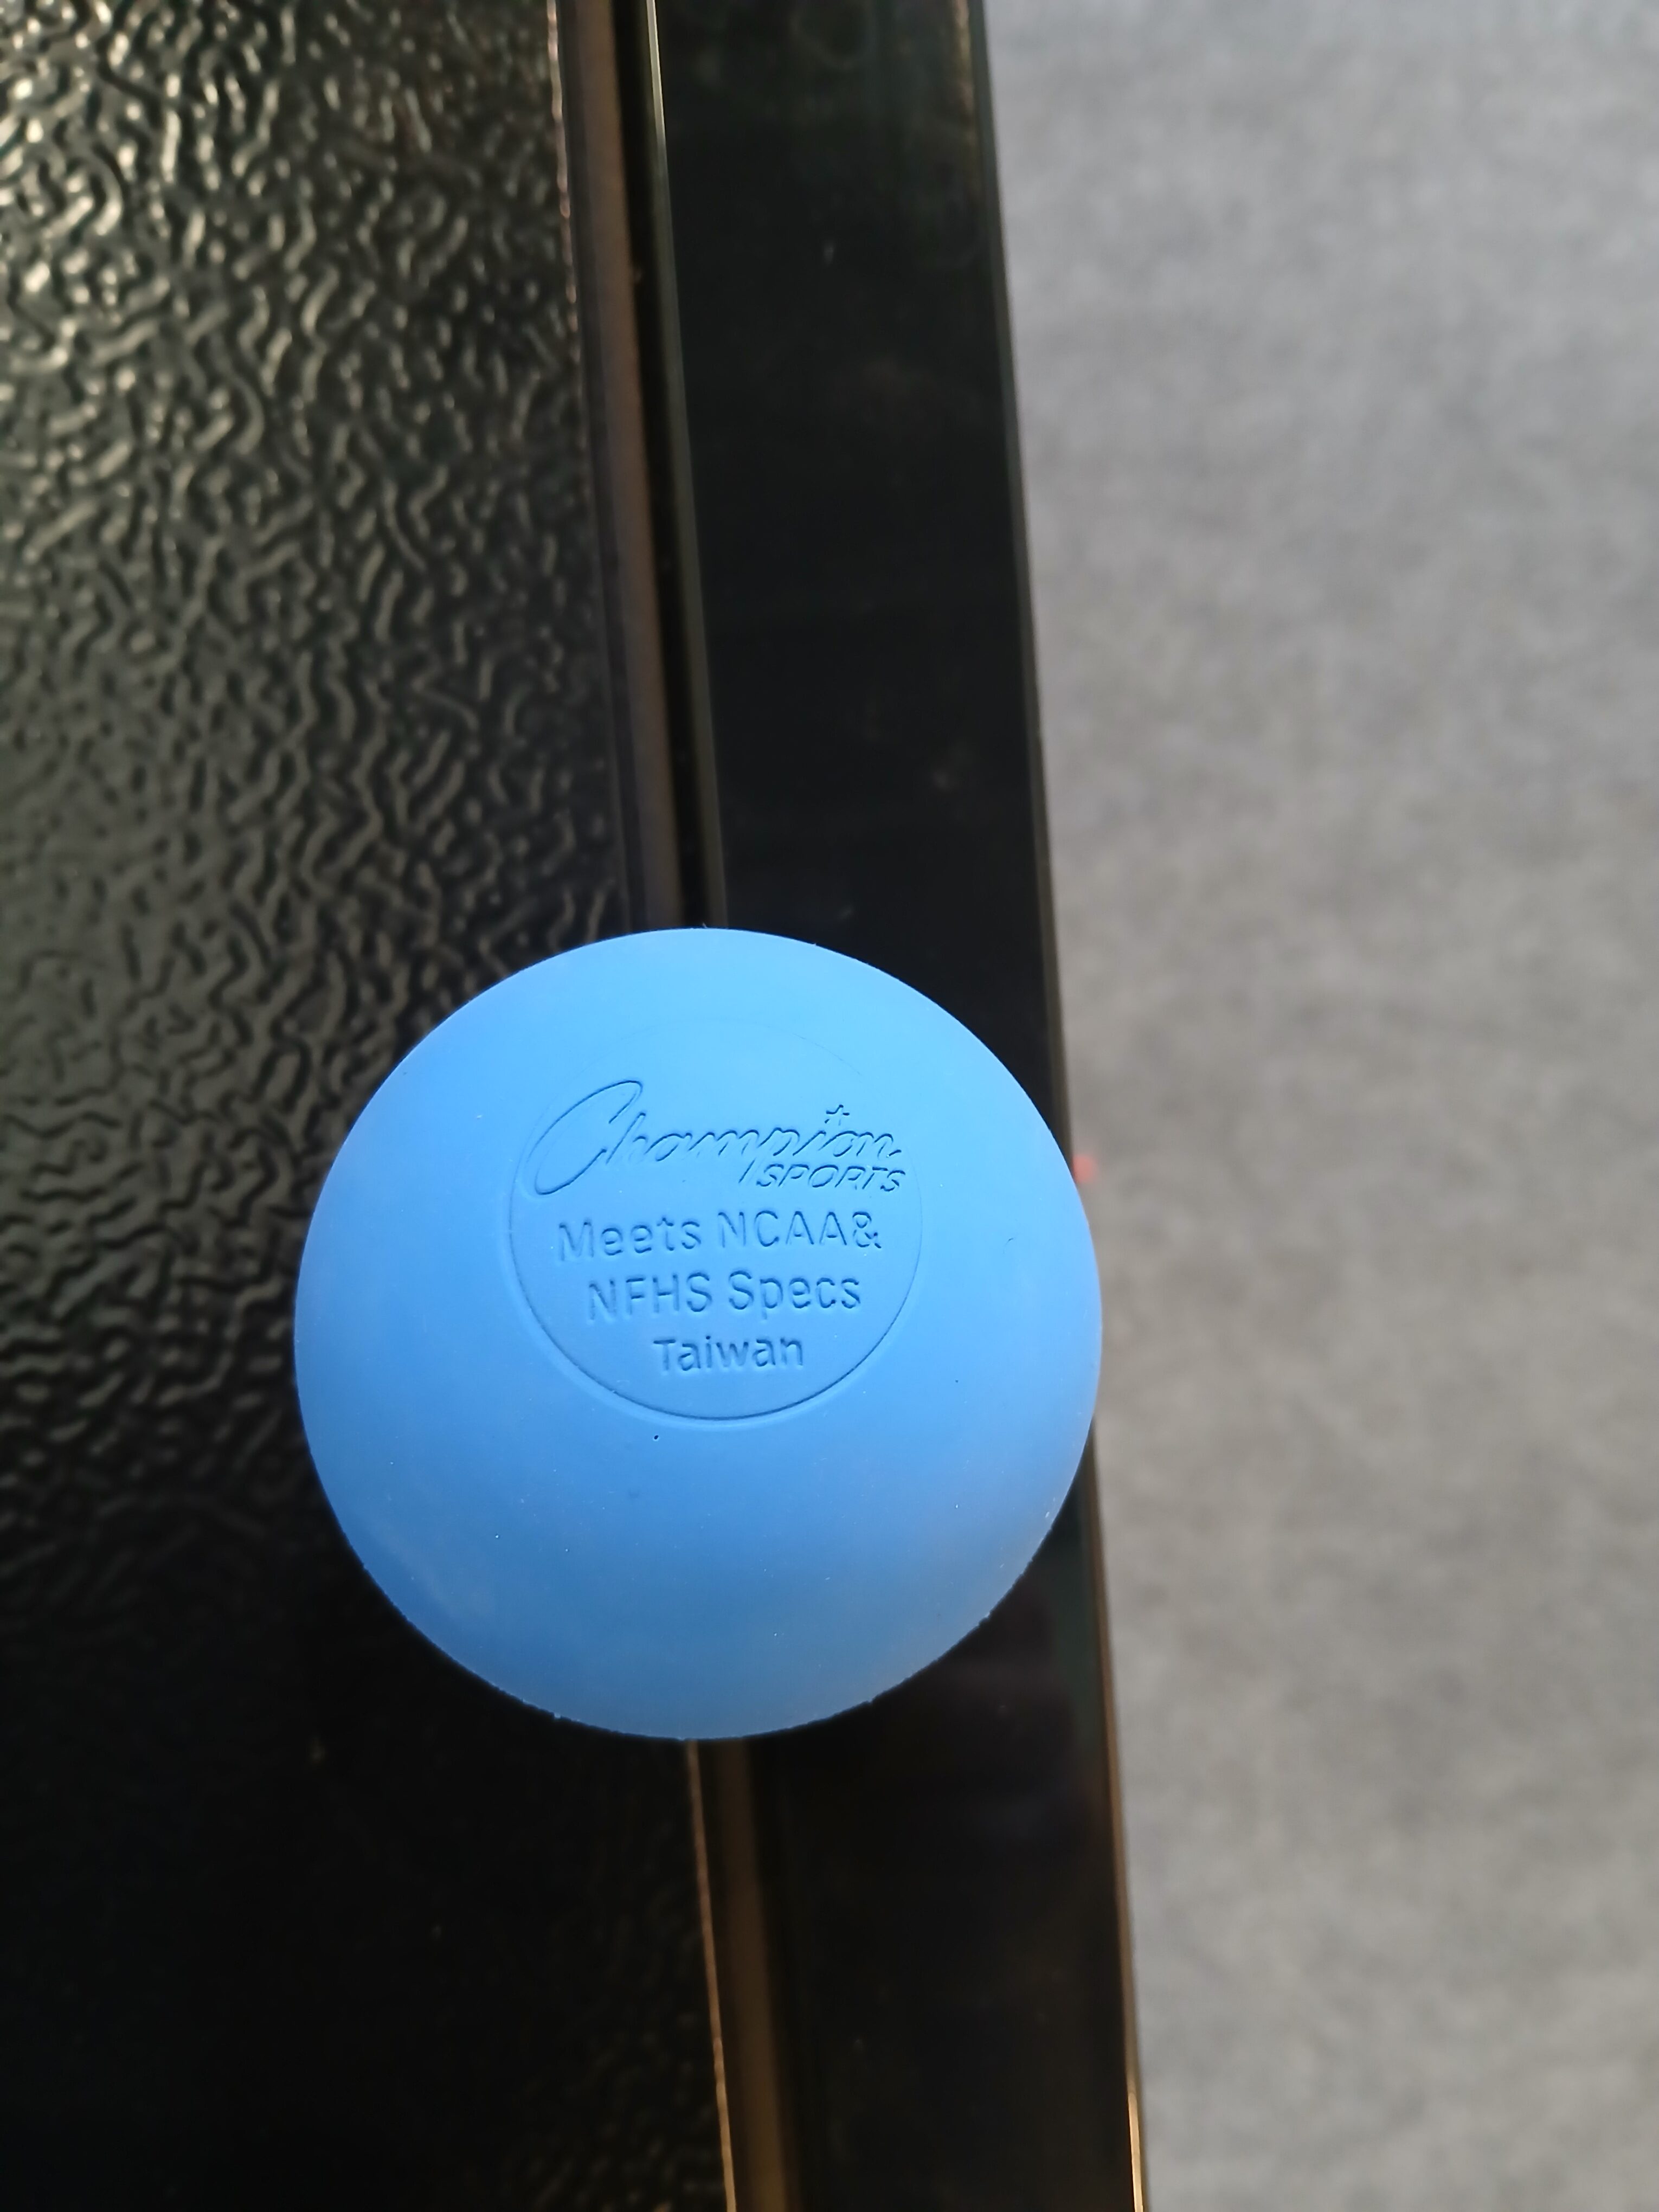 Champion
SPORTS
Meets NCAA&
NFHS Specs
Taiwan